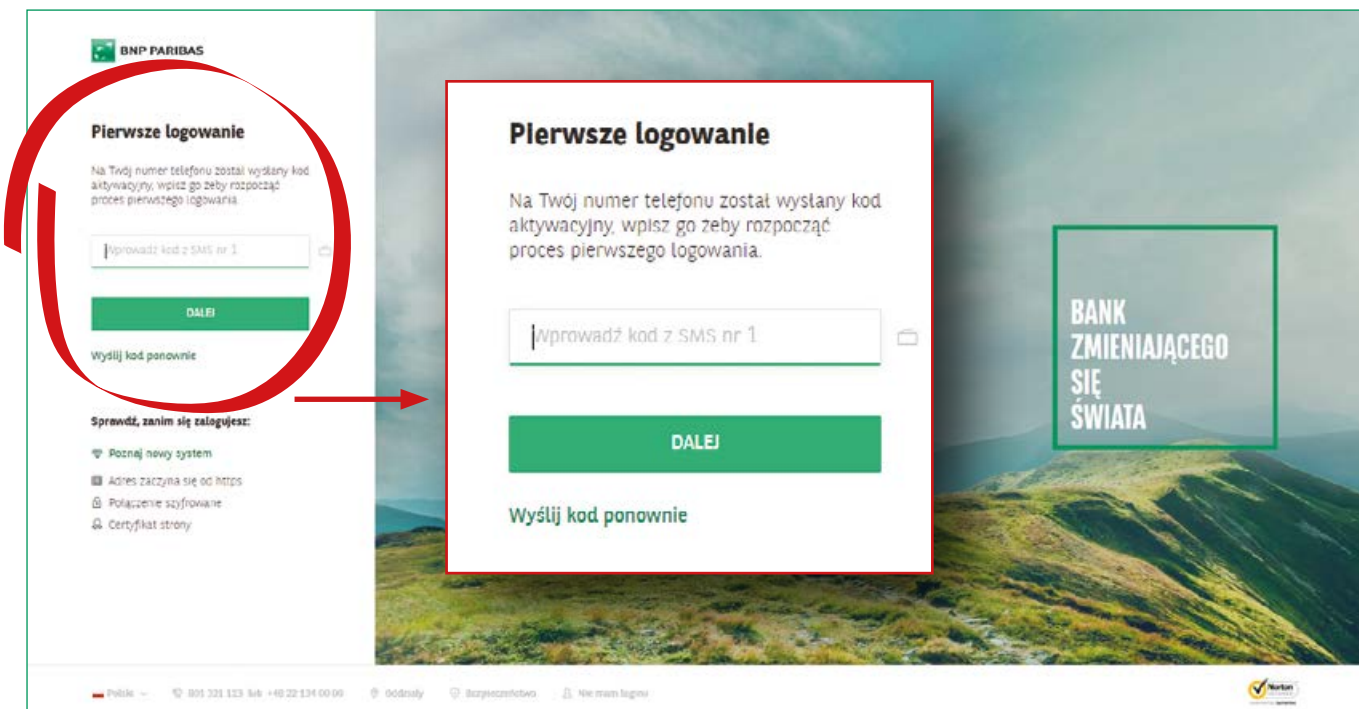 BNP PARIBAS
Pierwsze logowanie
Na Twój numer telefonu został wysłany kod
aktywacyjny, wpisz go żeby rozpocząć
proces pierwszego logowania.
Wprowadź kod z SMS nr 1
DALEJ
Wyślij kod ponownie
Sprawdź, zanim się zalogujesz:
Poznaj nowy system
Adres zaczyna się od https
Połączenie szyfrowane
Certyfikat strony
Pierwsze logowanie
Na Twój numer telefonu został wysłany kod
aktywacyjny, wpisz go żeby rozpocząć
proces pierwszego logowania.
Wprowadź kod z SMS nr 1
DALEJ
Wyślij kod ponownie
BANK
ZMIENIAJĄCEGO
SIĘ
ŚWIATA
Polski 801 321 123 lub +48 22 134 00 00 Oddziały Bezpieczeństwo Nie mam loginu
Norton